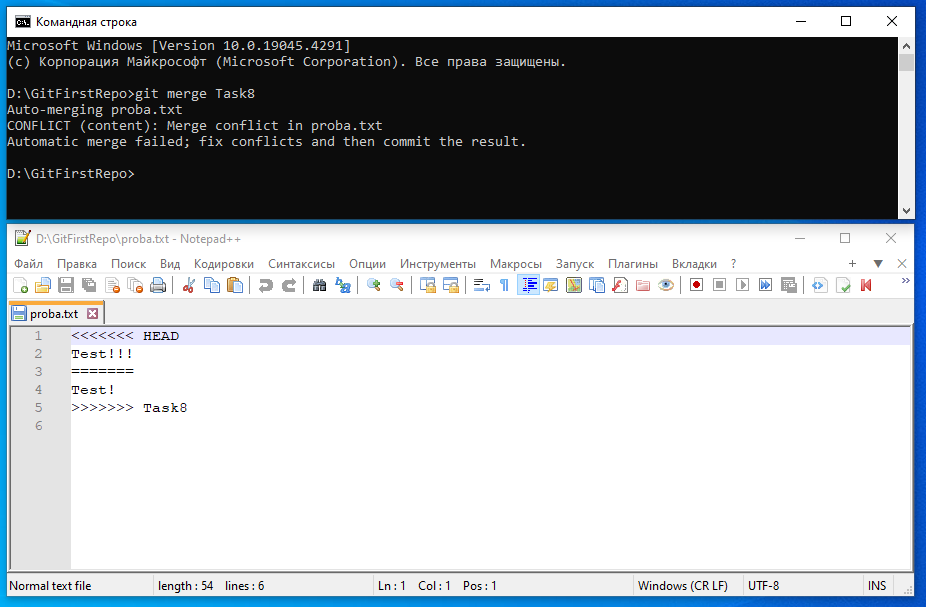 Командная строка
Microsoft Windows [Version 10.0.19045.4291]
(c) Корпорация Майкрософт (Microsoft Corporation). Все права защищены.
D:\GitFirstRepo>git merge Task8
Auto-merging proba.txt
CONFLICT (content): Merge conflict in proba.txt
Automatic merge failed; fix conflicts and then commit the result.
D:\GitFirstRepo>
D:\GitFirstRepo\proba.txt - Notepad++
Файл Правка Поиск Вид Кодировки Синтаксисы Опции Инструменты Макросы Запуск Плагины Вкладки ?
proba.txt
1 <<<<<<< HEAD
2 Test!!!
3 =======
4 Test!
5 >>>>>>> Task8
6
Normal text file length : 54 lines : 6 Ln : 1 Col : 1 Pos : 1 Windows (CR LF) UTF-8 INS